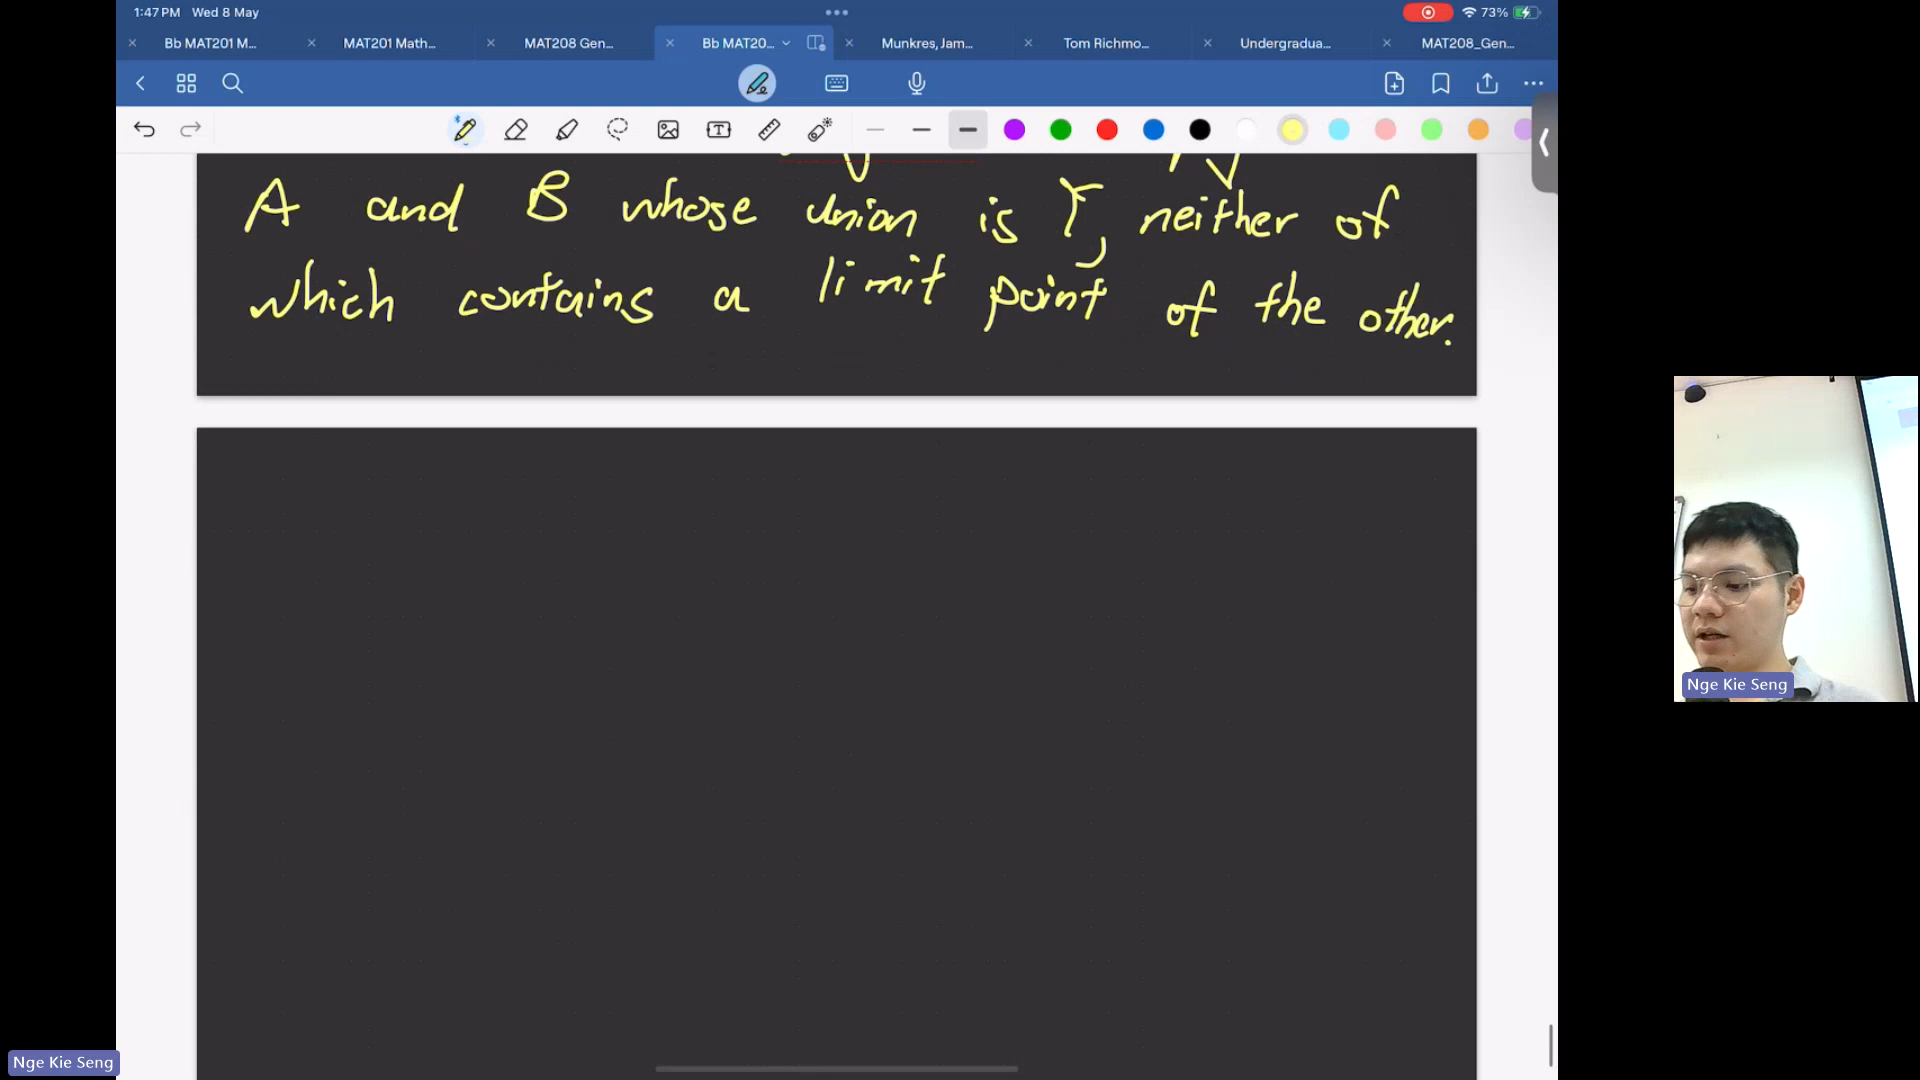 1:47 PM Wed 8 May
73%
Bb MAT201 M...
MAT201 Math...
MAT208 Gen...
Bb MAT20...
Munkres, Jam...
Tom Richmo...
Undergradua...
MAT208_Gen...
A and B whose union is Y, neither of
which contains a limit point of the other.
Nge Kie Seng
Nge Kie Seng